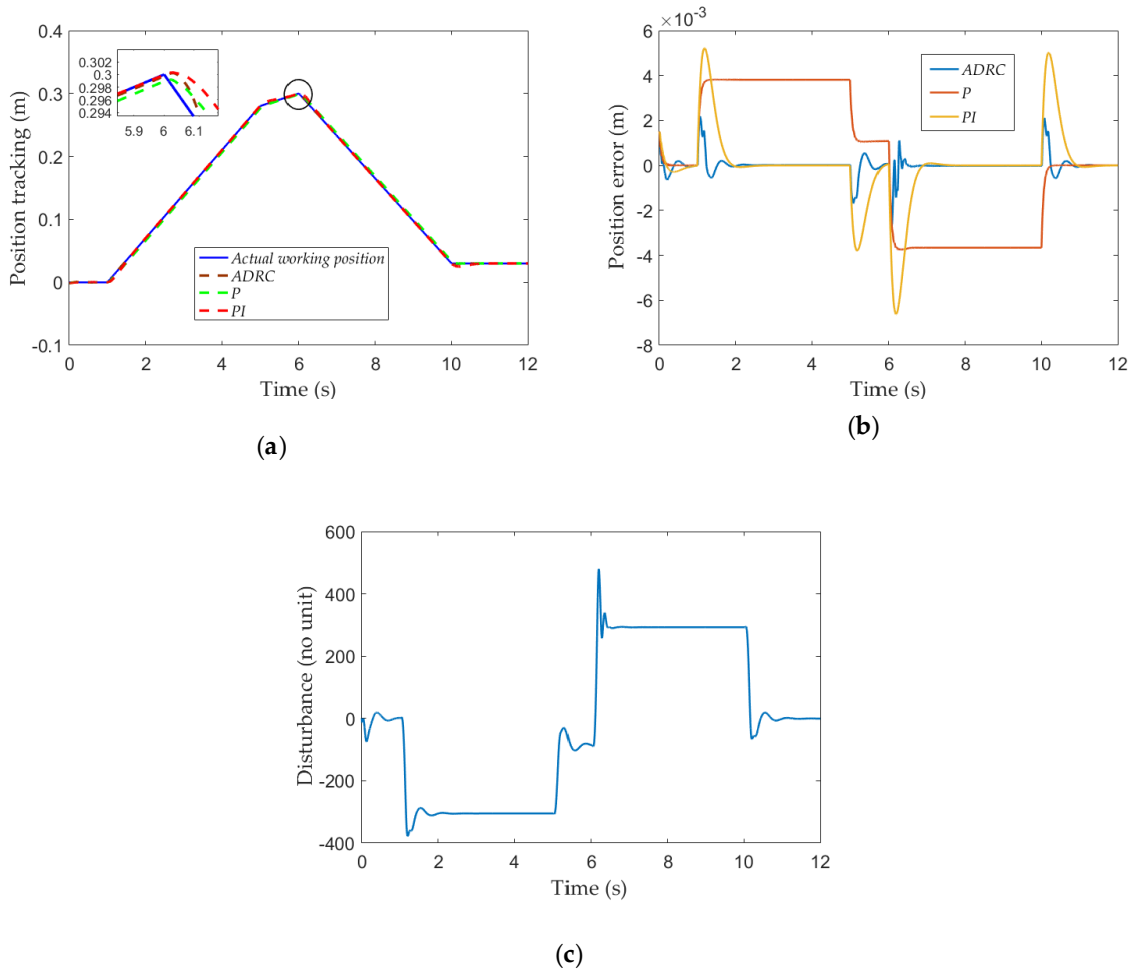 0.4
0.3
0.2
0.1
0
-0.1
Position tracking (m)
0.302
0.3
0.298
0.296
0.294
5.9 6 6.1
Actual working position
ADRC
P
PI
0 2 4 6 8 10 12
Time (s)
(a)
×10-3
6
4
2
0
-2
-4
-6
-8
Position error (m)
ADRC
P
PI
0 2 4 6 8 10 12
Time (s)
(b)
600
400
200
0
-200
-400
Disturbance (no unit)
0 2 4 6 8 10 12
Time (s)
(c)